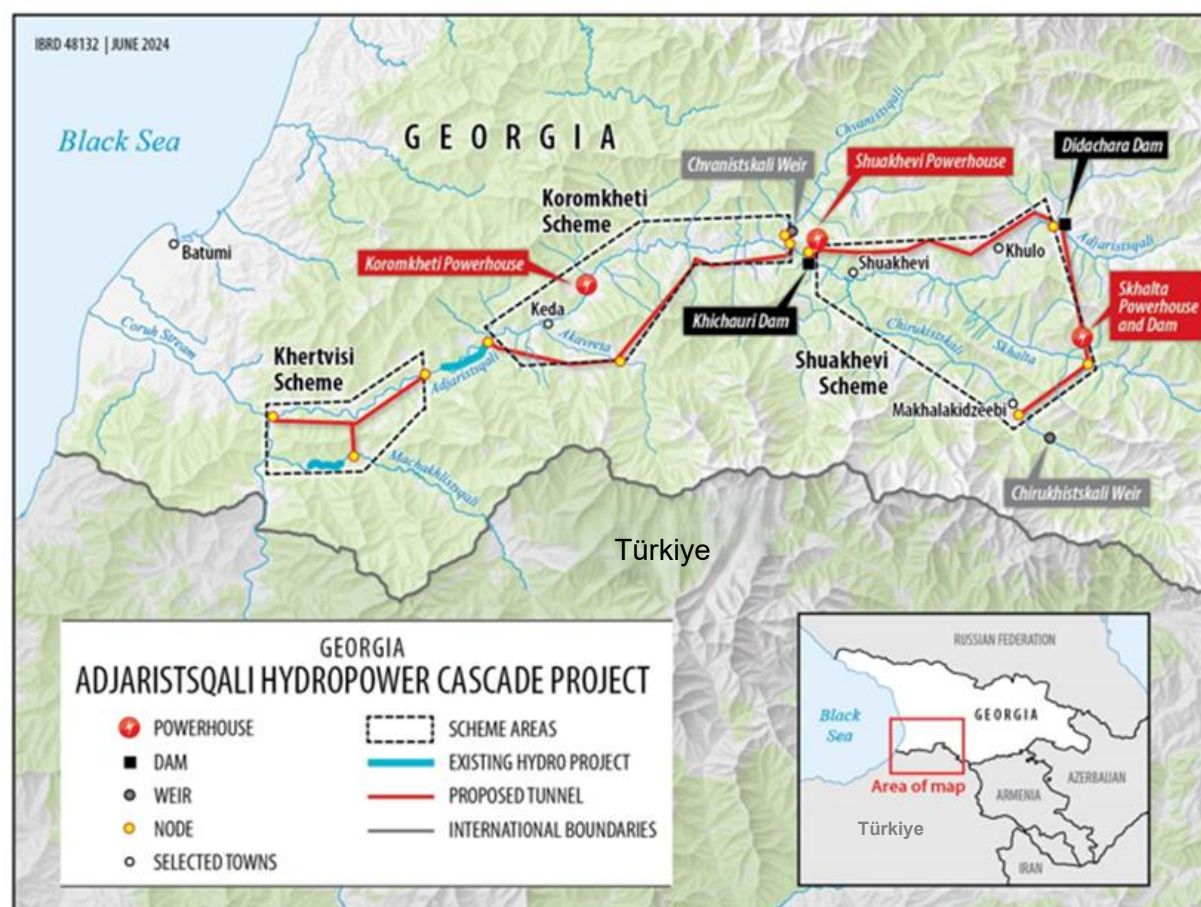 IBRD 48132 | JUNE 2024
Black Sea
GEORGIA
Chvanistsqali
Chvanistskali Weir
Shuakhevi Powerhouse
Didachara Dam
Koromkheti
Scheme
Batumi
Koromkheti Powerhouse
Khulo
Adjaristsqali
Shuakhevi
Keda
Khichauri Dam
Skhalta
Powerhouse
and Dam
Akavreta
Chirukistskali
Skhalta
Coruh Stream
Khertvisi
Scheme
Adjaristsqali
Shuakhevi
Scheme
Makhalakidzeebi
Machakhlistsqali
Chirukhistskali Weir
Türkiye
GEORGIA
ADJARISTSQALI HYDROPOWER CASCADE PROJECT
POWERHOUSE
DAM
WEIR
NODE
SELECTED TOWNS
SCHEME AREAS
EXISTING HYDRO PROJECT
PROPOSED TUNNEL
INTERNATIONAL BOUNDARIES
RUSSIAN FEDERATION
Black
Sea
GEORGIA
Area of map
AZERBAIJAN
ARMENIA
Türkiye
IRAN